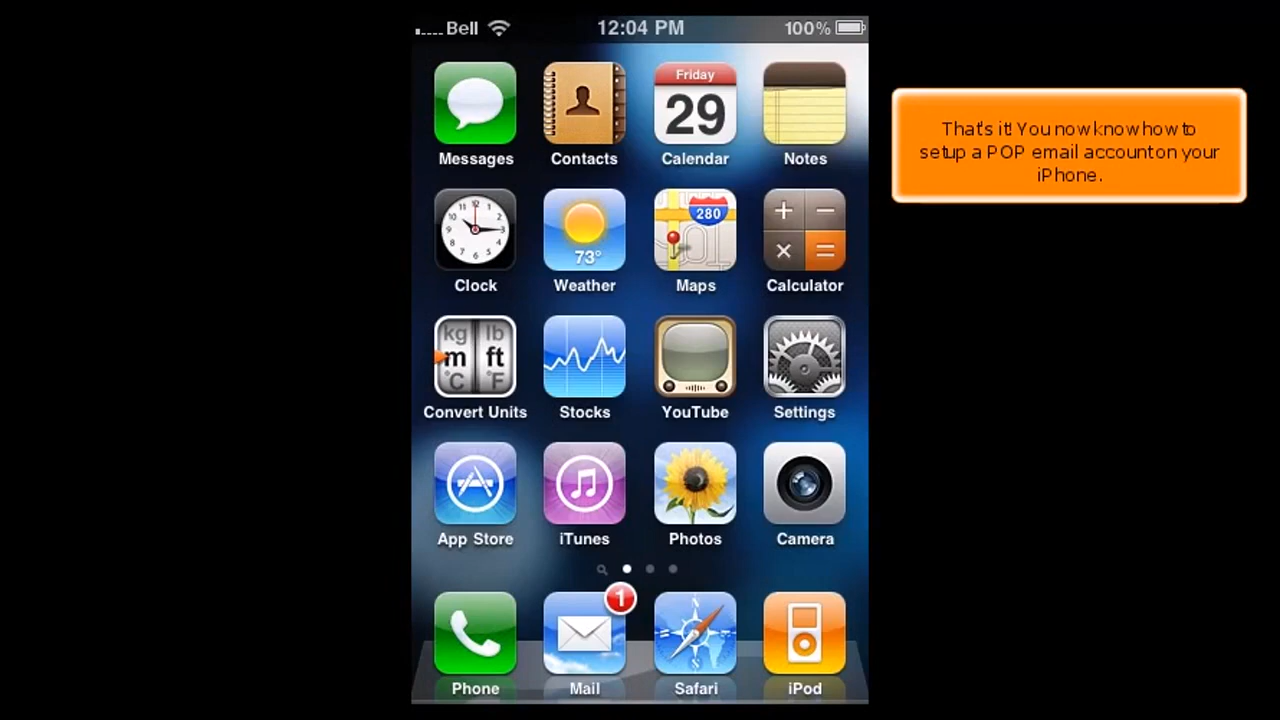 Bell 12:04 PM 100%
Friday
29
Messages Contacts Calendar Notes
280
73°
+ −
× =
Clock Weather Maps Calculator
kg lb
m ft
°C °F
Convert Units Stocks YouTube Settings
App Store iTunes Photos Camera
1
N
Phone Mail Safari iPod
That's it! You now know how to
setup a POP email account on your
iPhone.